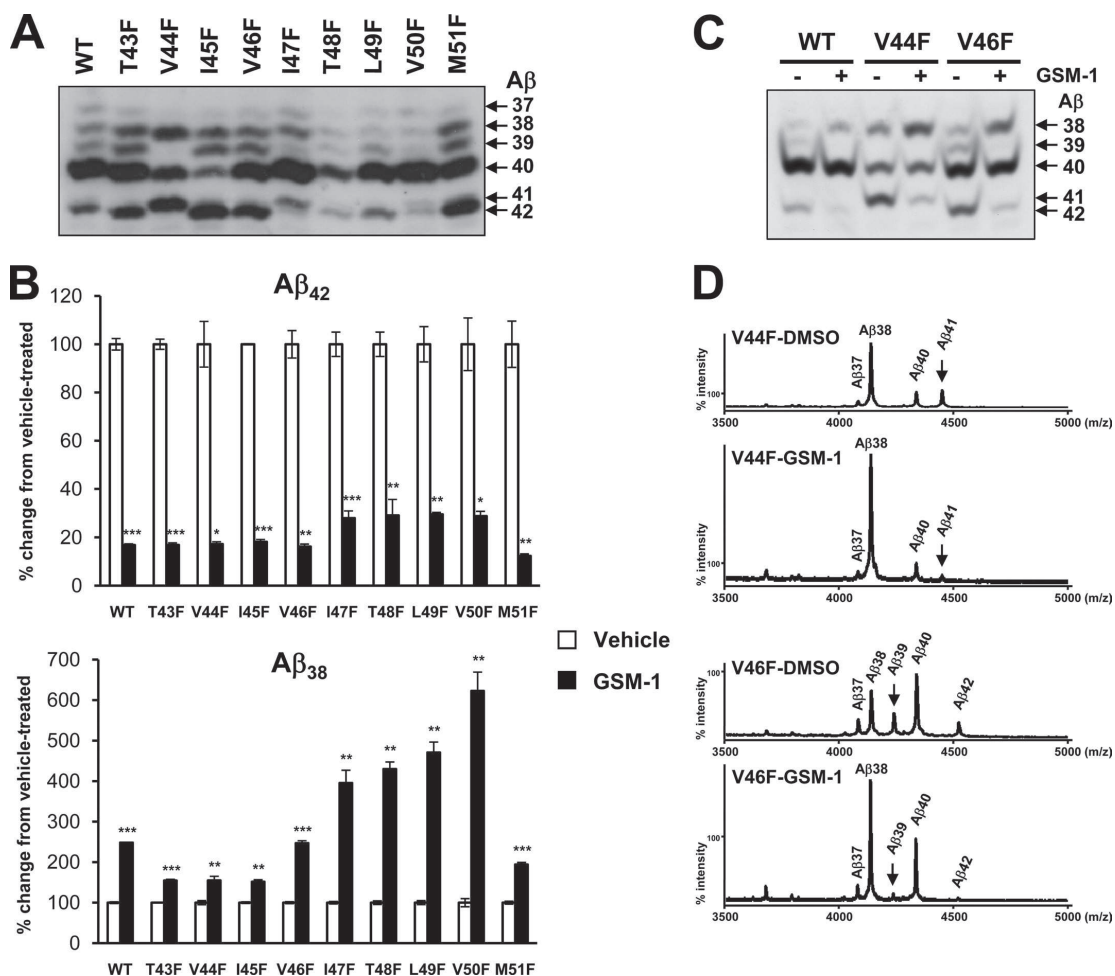 A
WT T43F V44F I45F V46F I47F T48F L49F V50F M51F
Aβ
37
38
39
40
41
42
B
Aβ42
% change from vehicle-treated
120
100
80
60
40
20
0
*** *** * *** ** *** ** ** * **
WT T43F V44F I45F V46F I47F T48F L49F V50F M51F
Aβ38
% change from vehicle-treated
700
600
500
400
300
200
100
0
*** *** ** ** *** ** ** ** ** ***
WT T43F V44F I45F V46F I47F T48F L49F V50F M51F
Vehicle
GSM-1
C
WT V44F V46F
- + - + - + GSM-1
Aβ
38
39
40
41
42
D
V44F-DMSO
% intensity
100
Aβ37 Aβ38 Aβ40 Aβ41
3500 4000 4500 5000 (m/z)
V44F-GSM-1
% intensity
100
Aβ37 Aβ38 Aβ40 Aβ41
3500 4000 4500 5000 (m/z)
V46F-DMSO
% intensity
100
Aβ37 Aβ38 Aβ39 Aβ40 Aβ42
3500 4000 4500 5000 (m/z)
V46F-GSM-1
% intensity
100
Aβ37 Aβ38 Aβ39 Aβ40 Aβ42
3500 4000 4500 5000 (m/z)